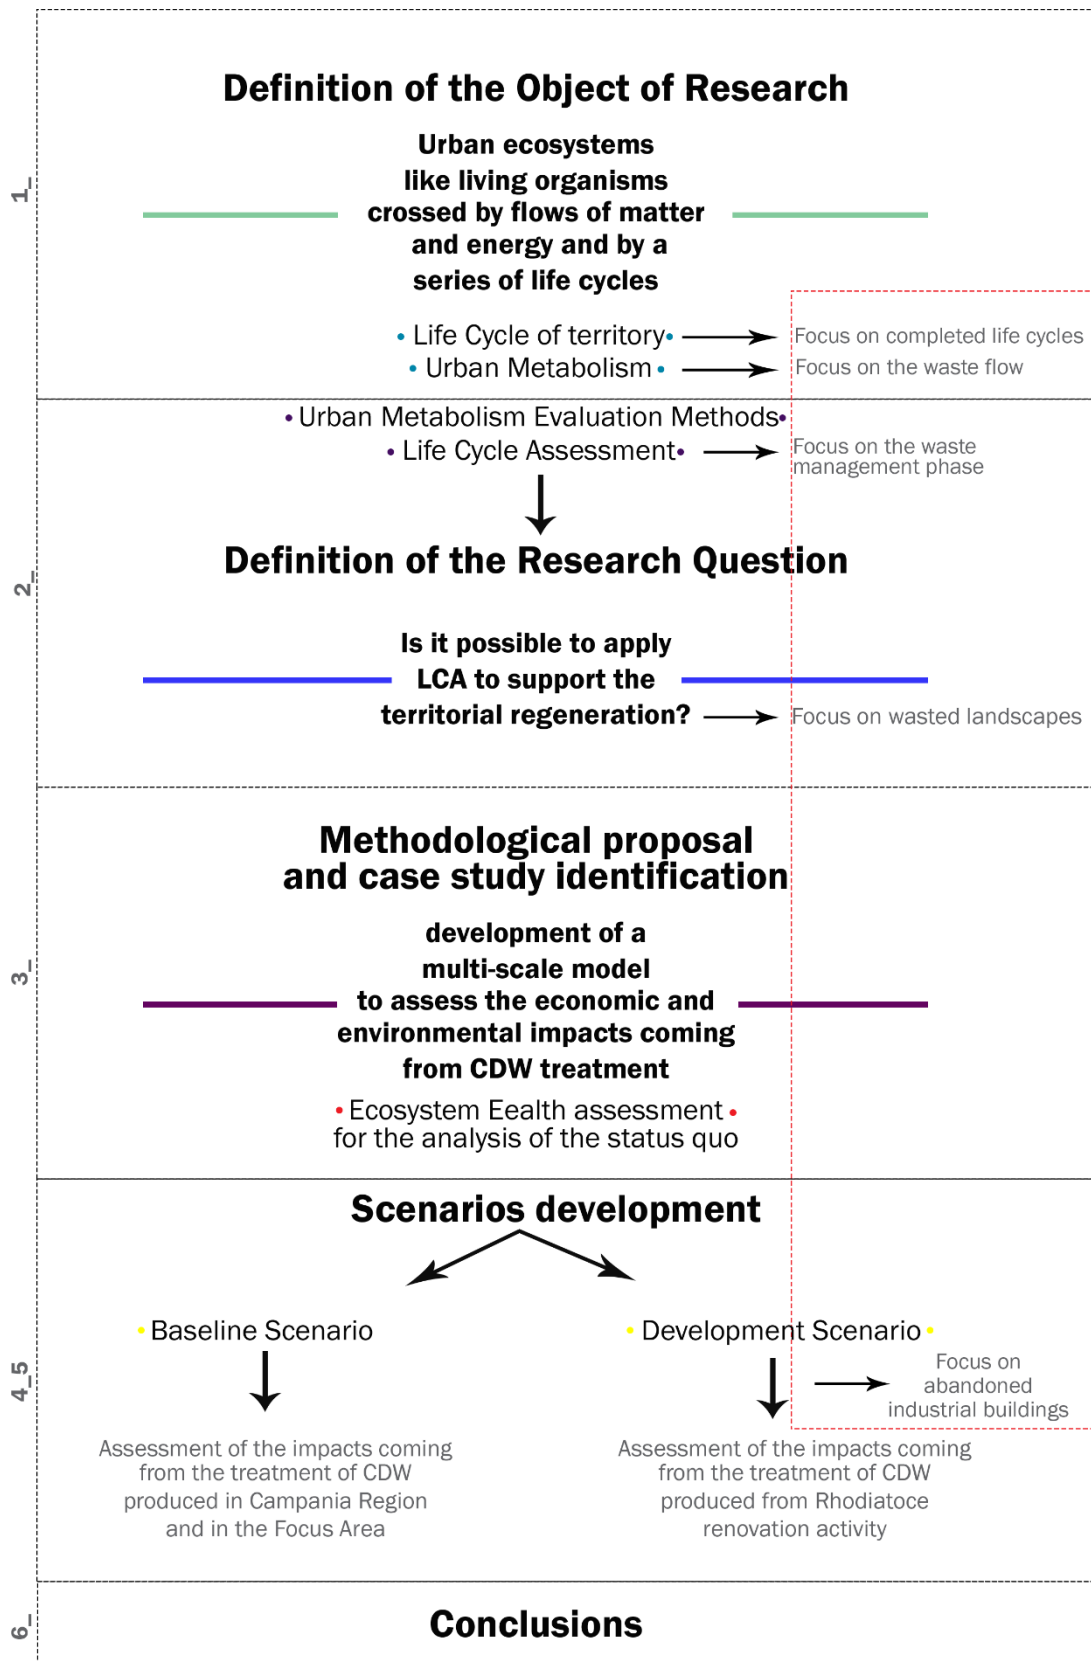 1_
Definition of the Object of Research
Urban ecosystems
like living organisms
crossed by flows of matter
and energy and by a
series of life cycles
• Life Cycle of territory•
Focus on completed life cycles
• Urban Metabolism •
Focus on the waste flow
2_
• Urban Metabolism Evaluation Methods•
• Life Cycle Assessment•
Focus on the waste
management phase
Definition of the Research Question
Is it possible to apply
LCA to support the
territorial regeneration?
Focus on wasted landscapes
3_
Methodological proposal
and case study identification
development of a
multi-scale model
to assess the economic and
environmental impacts coming
from CDW treatment
• Ecosystem Eealth assessment •
for the analysis of the status quo
4_5
Scenarios development
• Baseline Scenario
• Development Scenario •
Focus on
abandoned
industrial buildings
Assessment of the impacts coming
from the treatment of CDW
produced in Campania Region
and in the Focus Area
Assessment of the impacts coming
from the treatment of CDW
produced from Rhodiatoce
renovation activity
6_
Conclusions